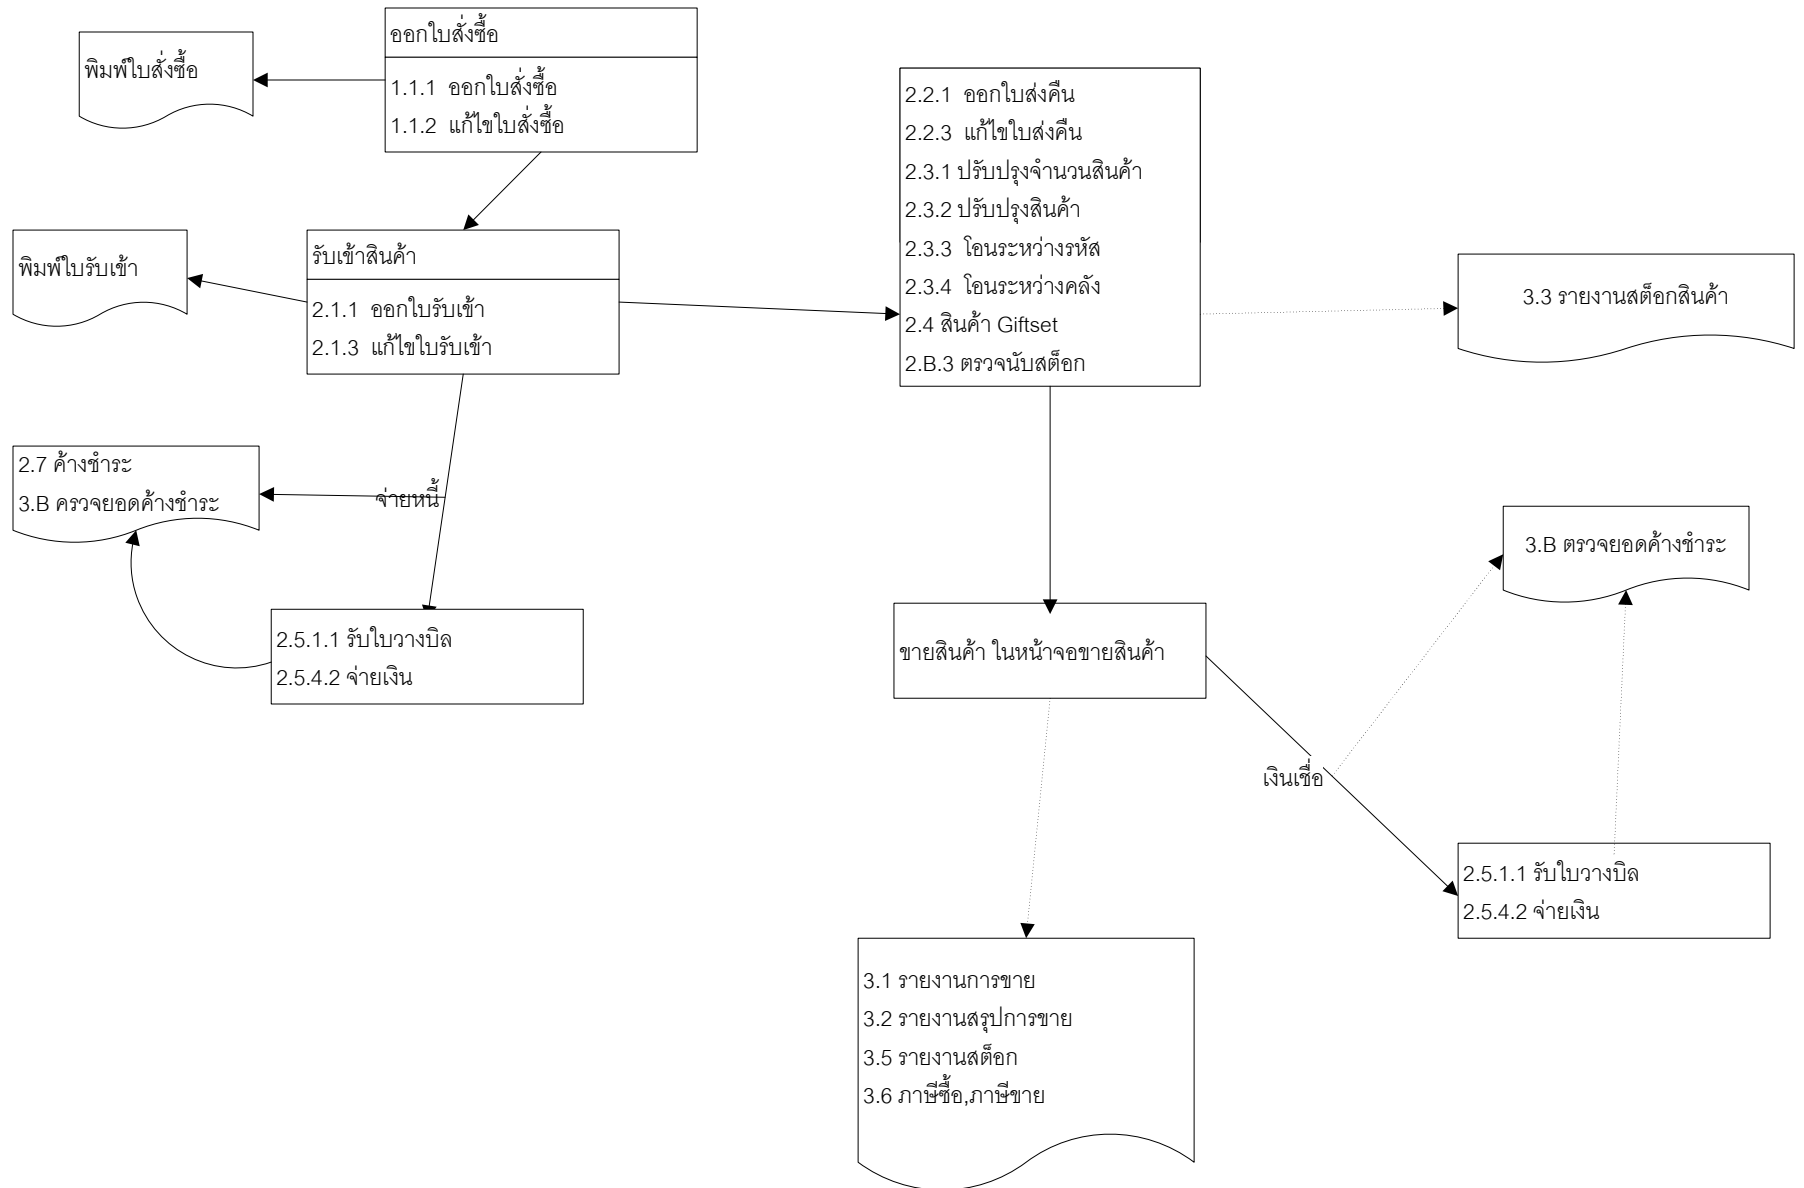 ออกใบสั่งซื้อ
1.1.1 ออกใบสั่งซื้อ
1.1.2 แก้ไขใบสั่งซื้อ
พิมพ์ใบสั่งซื้อ
รับเข้าสินค้า
2.1.1 ออกใบรับเข้า
2.1.3 แก้ไขใบรับเข้า
พิมพ์ใบรับเข้า
2.2.1 ออกใบส่งคืน
2.2.3 แก้ไขใบส่งคืน
2.3.1 ปรับปรุงจำนวนสินค้า
2.3.2 ปรับปรุงสินค้า
2.3.3 โอนระหว่างรหัส
2.3.4 โอนระหว่างคลัง
2.4 สินค้า Giftset
2.B.3 ตรวจนับสต็อก
3.3 รายงานสต็อกสินค้า
2.7 ค้างชำระ
3.B ครวจยอดค้างชำระ
จ่ายหนี้
2.5.1.1 รับใบวางบิล
2.5.4.2 จ่ายเงิน
ขายสินค้า ในหน้าจอขายสินค้า
3.B ตรวจยอดค้างชำระ
เงินเชื่อ
2.5.1.1 รับใบวางบิล
2.5.4.2 จ่ายเงิน
3.1 รายงานการขาย
3.2 รายงานสรุปการขาย
3.5 รายงานสต็อก
3.6 ภาษีซื้อ,ภาษีขาย